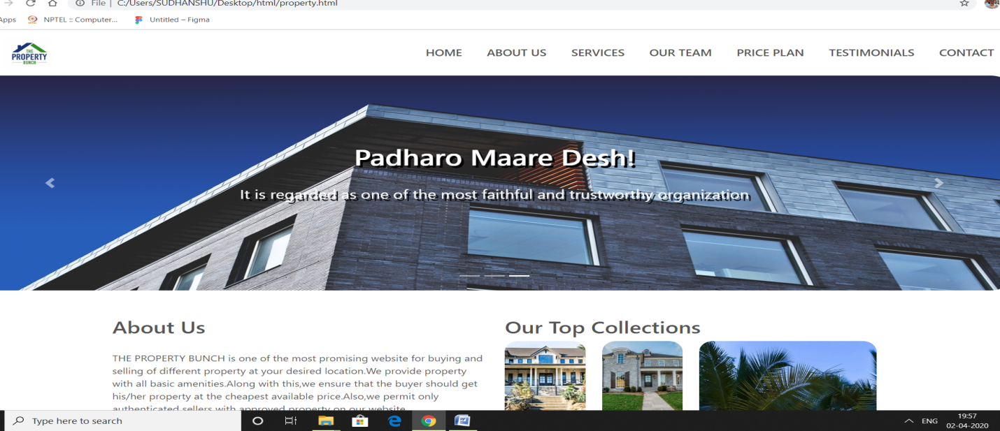 File | C:/Users/SUDHANSHU/Desktop/html/property.html
Apps NPTEL :: Computer... Untitled – Figma
THE
PROPERTY
BUNCH
HOME ABOUT US SERVICES OUR TEAM PRICE PLAN TESTIMONIALS CONTACT
Padharo Maare Desh!
It is regarded as one of the most faithful and trustworthy organization
About Us
THE PROPERTY BUNCH is one of the most promising website for buying and
selling of different property at your desired location.We provide property
with all basic amenities.Along with this,we ensure that the buyer should get
his/her property at the cheapest available price.Also,we permit only
authenticated sellers with approved property on our website.
Our Top Collections
Type here to search
ENG
19:57
02-04-2020